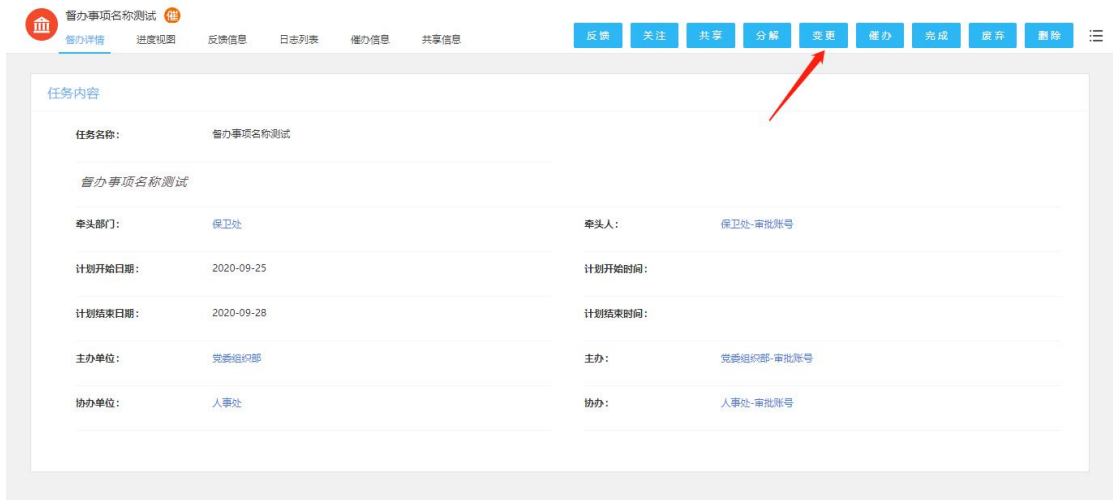 督办事项名称测试 催
督办详情 进度视图 反馈信息 日志列表 催办信息 共享信息 反馈 关注 共享 分解 变更 催办 完成 废弃 删除
任务内容
任务名称: 督办事项名称测试
督办事项名称测试
牵头部门: 保卫处 牵头人: 保卫处-审批账号
计划开始日期: 2020-09-25 计划开始时间:
计划结束日期: 2020-09-28 计划结束时间:
主办单位: 党委组织部 主办: 党委组织部-审批账号
协办单位: 人事处 协办: 人事处-审批账号